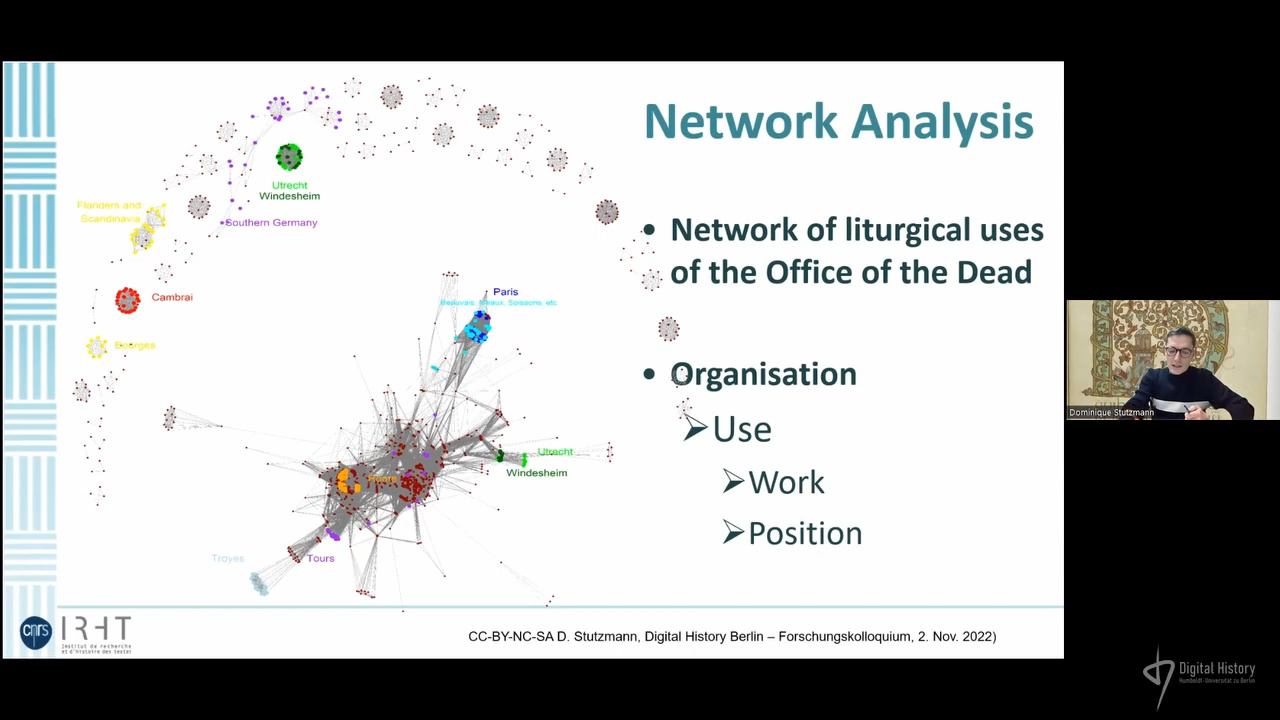 Network Analysis
• Network of liturgical uses
of the Office of the Dead
• Organisation
➢Use
➢Work
➢Position
Utrecht
Windesheim
Flanders and
Scandinavia
Southern Germany
Cambrai
Bourges
Paris
Beauvais, Meaux, Soissons, etc.
Utrecht
Windesheim
Rome
Troyes
Tours
cnrs
IRHT
Institut de recherche
et d'histoire des textes
CC-BY-NC-SA D. Stutzmann, Digital History Berlin – Forschungskolloquium, 2. Nov. 2022)
Dominique Stutzmann
Digital History
Humboldt-Universität zu Berlin